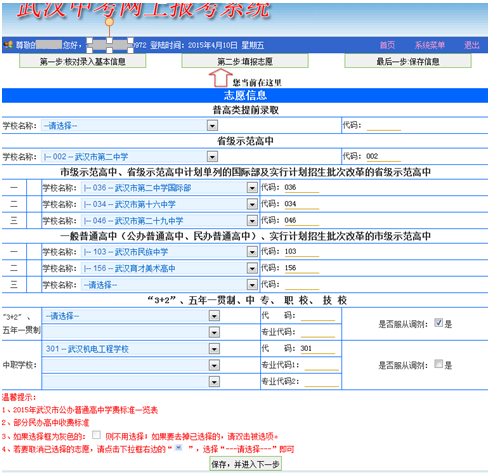 武汉中考网上报考系统
尊敬的 您好, 0972 登陆时间：2015年4月10日 星期五 首页 系统菜单 退出
第一步:核对录入基本信息 第二步:填报志愿 最后一步:保存信息
您当前在这里
志愿信息
普高类提前录取
学校名称: --请选择-- 代码:
省级示范高中
学校名称: |--002--武汉市第二中学 代码: 002
市级示范高中、省级示范高中计划单列的国际部及实行计划招生批次改革的省级示范高中
一 学校名称: |--036--武汉市第二中学国际部 代码: 036
二 学校名称: |--034--武汉市第十六中学 代码: 034
三 学校名称: |--046--武汉市第二十九中学 代码: 046
一般普通高中（公办普通高中、民办普通高中）、实行计划招生批次改革的市级示范高中
一 学校名称: |--103--武汉市民族中学 代码: 103
二 学校名称: |--156--武汉育才美术高中 代码: 156
三 学校名称: --请选择-- 代码:
“3+2”、五年一贯制、中 专、 职 校、 技 校
“3+2”、五年一贯制 --请选择-- 代 码: 是否服从调剂: 是
专业代码:
中职学校: 301--武汉机电工程学校 代 码: 301 是否服从调剂: 是
专业代码1:
专业代码2:
温馨提示:
1、2015年武汉市公办普通高中学费标准一览表
2、部分民办高中收费标准
3、如果选择框为灰色的: 则不用选择；如果要去掉已选择的，请双击被选项。
4、若要取消已选择的志愿，请点击下拉框右边的“ ”，选择“---请选择---”即可
保存，并进入下一步